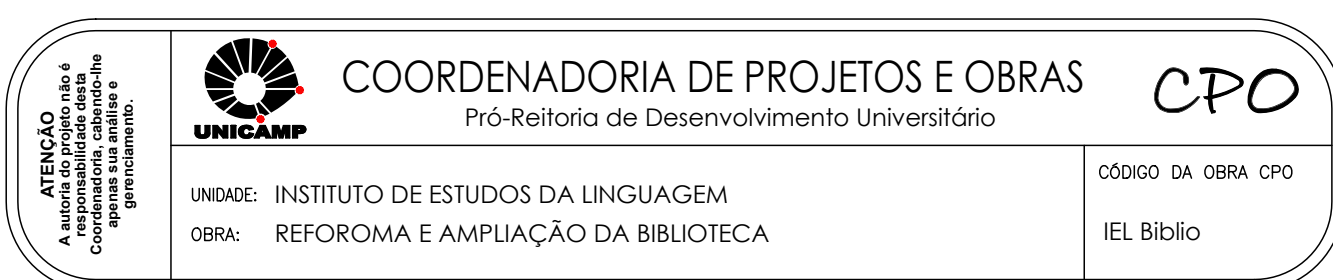 ATENÇÃO
A autoria do projeto não é
responsabilidade desta
Coordenadoria, cabendo-lhe
apenas sua análise e
gerenciamento.
UNICAMP
COORDENADORIA DE PROJETOS E OBRAS
Pró-Reitoria de Desenvolvimento Universitário
CPO
UNIDADE: INSTITUTO DE ESTUDOS DA LINGUAGEM
OBRA: REFOROMA E AMPLIAÇÃO DA BIBLIOTECA
CÓDIGO DA OBRA CPO
IEL Biblio